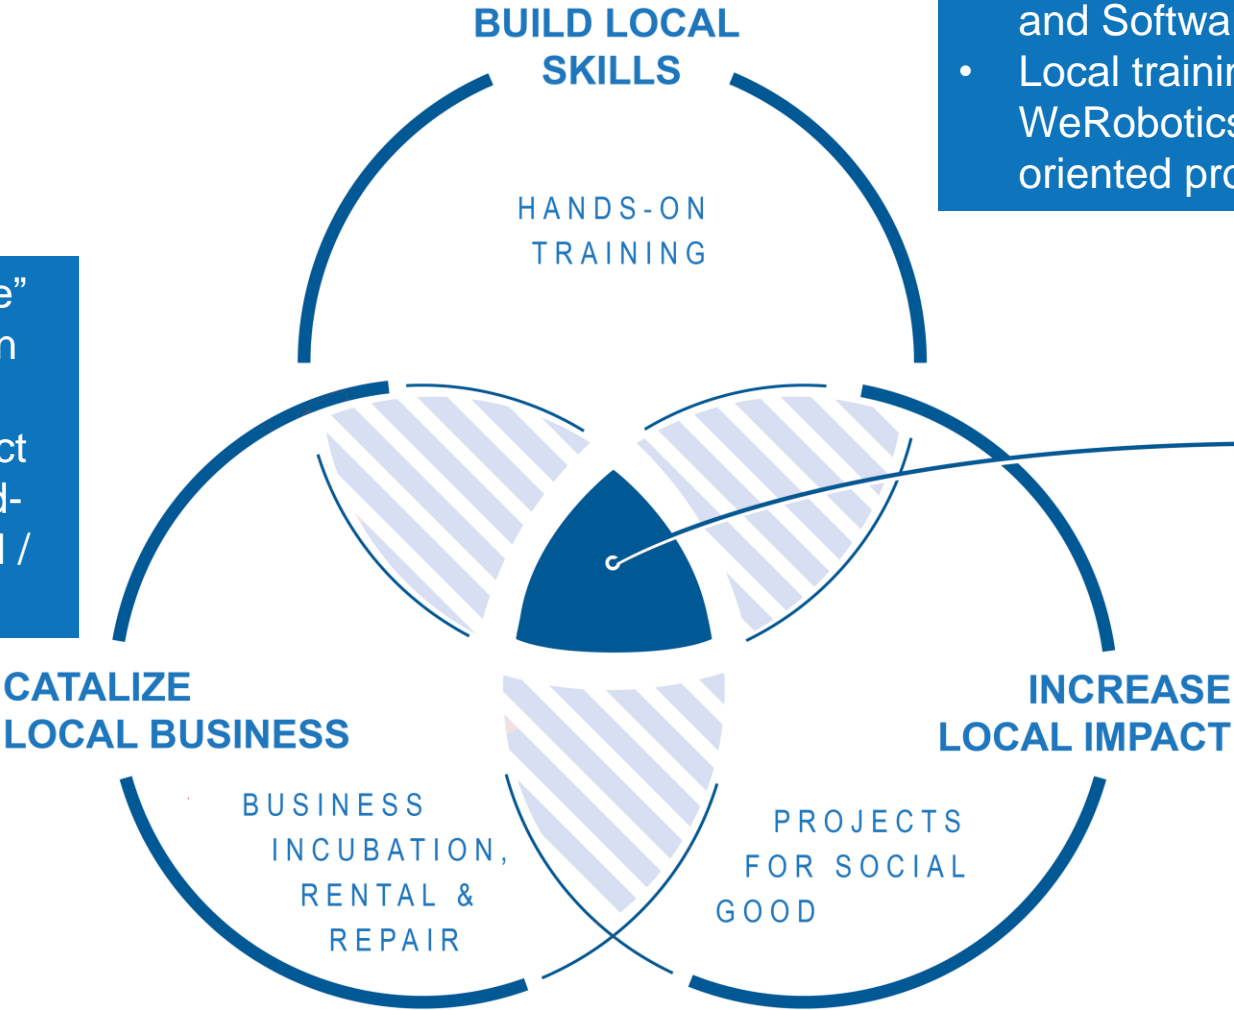 BUILD LOCAL
SKILLS
and Softwa
• Local trainin
WeRobotics
oriented pro
HANDS-ON
TRAINING
e”
n
ct
d-
l /
CATALIZE
LOCAL BUSINESS
INCREASE
LOCAL IMPACT
BUSINESS
INCUBATION,
RENTAL &
REPAIR
PROJECTS
FOR SOCIAL
GOOD